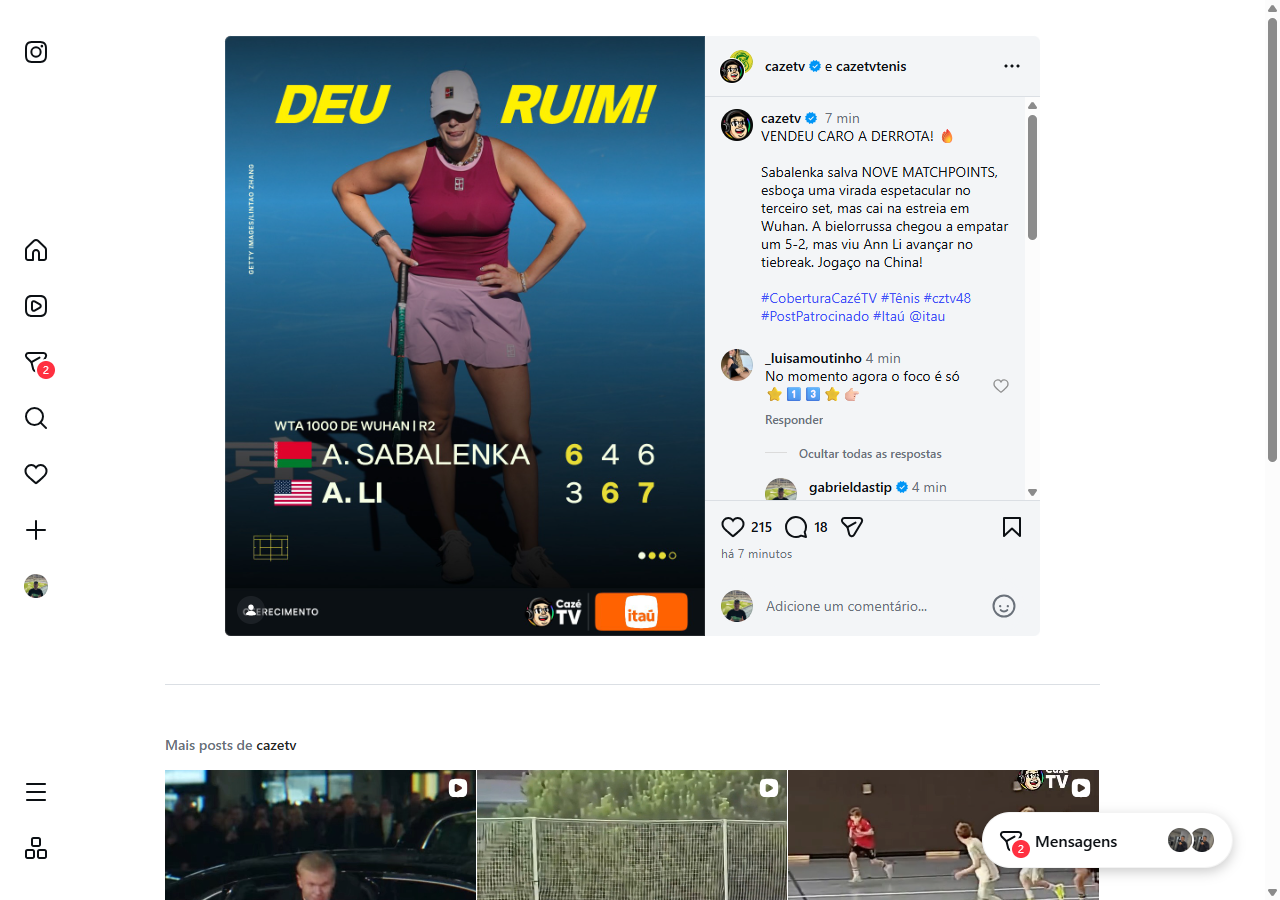 DEU RUIM!
GETTY IMAGES/LINTAO ZHANG
WTA 1000 DE WUHAN | R2
A. SABALENKA 6 4 6
A. LI 3 6 7
Cazé
TV
itaú
cazetv e cazetvtenis
cazetv 7 min
VENDEU CARO A DERROTA! 🔥
Sabalenka salva NOVE MATCHPOINTS,
esboça uma virada espetacular no
terceiro set, mas cai na estreia em
Wuhan. A bielorrussa chegou a empatar
um 5-2, mas viu Ann Li avançar no
tiebreak. Jogaço na China!
#CoberturaCazéTV #Tênis #cztv48
#PostPatrocinado #Itaú @itau
_luisamoutinho 4 min
No momento agora o foco é só
⭐1️⃣3️⃣⭐👉🏻
Responder
Ocultar todas as respostas
gabrieldastip 4 min
215 18
há 7 minutos
Adicione um comentário...
2
Mais posts de cazetv
Cazé
TV
2 Mensagens